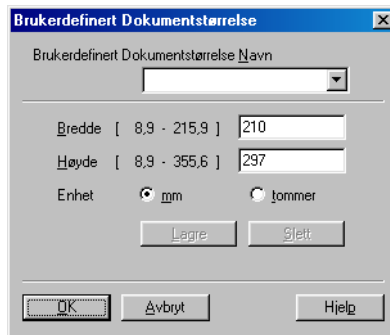 Brukerdefinert Dokumentstørrelse
Brukerdefinert Dokumentstørrelse Navn
Bredde [ 8,9 - 215,9 ] 210
Høyde [ 8,9 - 355,6 ] 297
Enhet mm tommer
Lagre Slett
OK Avbryt Hjelp